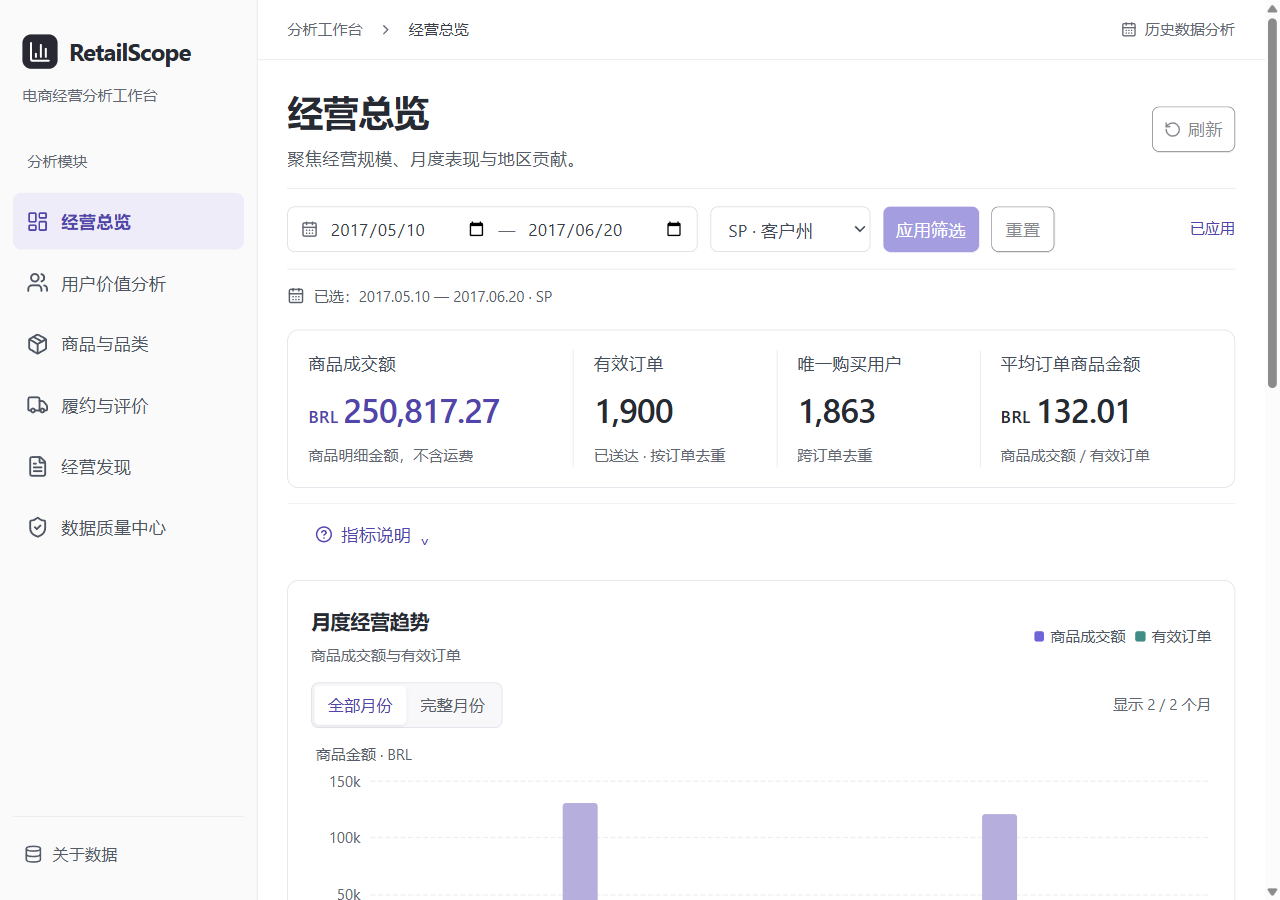 RetailScope
电商经营分析工作台
分析模块
经营总览
用户价值分析
商品与品类
履约与评价
经营发现
数据质量中心
关于数据
分析工作台 > 经营总览
历史数据分析
经营总览
聚焦经营规模、月度表现与地区贡献。
刷新
2017/05/10 — 2017/06/20
SP · 客户州
应用筛选
重置
已应用
已选：2017.05.10 — 2017.06.20 · SP
商品成交额
BRL 250,817.27
商品明细金额，不含运费
有效订单
1,900
已送达 · 按订单去重
唯一购买用户
1,863
跨订单去重
平均订单商品金额
BRL 132.01
商品成交额 / 有效订单
指标说明
月度经营趋势
商品成交额与有效订单
商品成交额 有效订单
全部月份 完整月份
显示 2 / 2 个月
商品金额 · BRL
150k
100k
50k